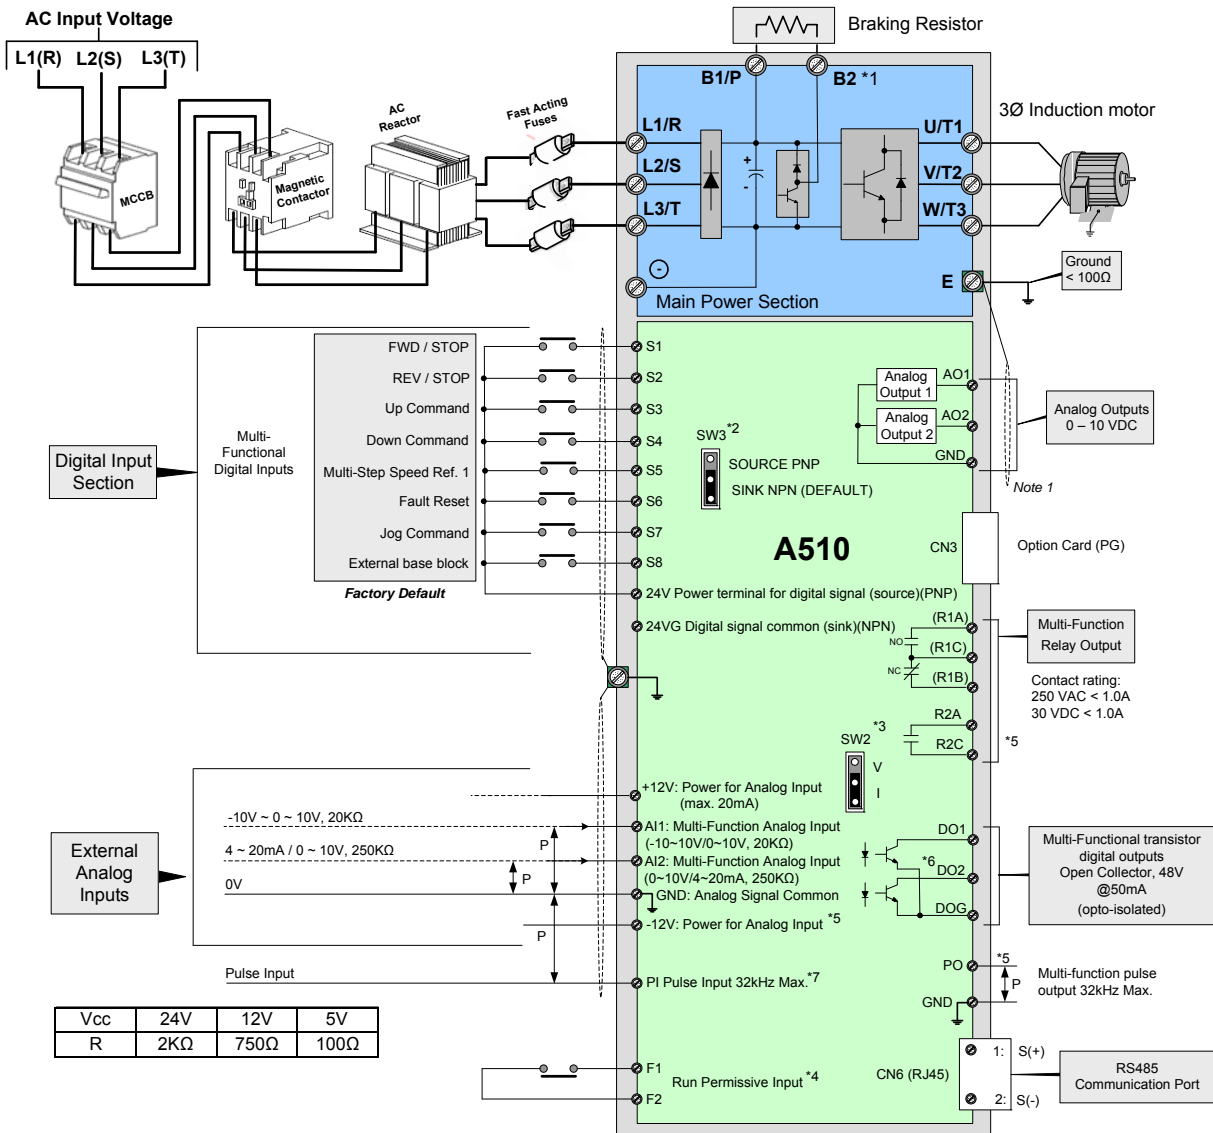 AC Input Voltage
L1(R) L2(S) L3(T)
Braking Resistor
B1/P
B2 *1
3Ø Induction motor
MCCB
Magnetic
Contactor
AC
Reactor
Fast Acting
Fuses
L1/R
L2/S
L3/T
+
-
U/T1
V/T2
W/T3
E
Ground
< 100Ω
-
Main Power Section
Digital Input
Section
Multi-
Functional
Digital Inputs
FWD / STOP
REV / STOP
Up Command
Down Command
Multi-Step Speed Ref. 1
Fault Reset
Jog Command
External base block
Factory Default
S1
S2
S3
S4
S5
S6
S7
S8
24V Power terminal for digital signal (source)(PNP)
24VG Digital signal common (sink)(NPN)
SW3 *2
SOURCE PNP
SINK NPN (DEFAULT)
A510
Analog
Output 1
AO1
Analog
Output 2
AO2
GND
Analog Outputs
0 – 10 VDC
Note 1
CN3
Option Card (PG)
(R1A)
NO
(R1C)
NC
(R1B)
R2A
R2C
*5
Multi-Function
Relay Output
Contact rating:
250 VAC < 1.0A
30 VDC < 1.0A
SW2 *3
V
I
External
Analog
Inputs
-10V ~ 0 ~ 10V, 20KΩ
4 ~ 20mA / 0 ~ 10V, 250KΩ
0V
P
P
P
Pulse Input
+12V: Power for Analog Input
(max. 20mA)
AI1: Multi-Function Analog Input
(-10~10V/0~10V, 20KΩ)
AI2: Multi-Function Analog Input
(0~10V/4~20mA, 250KΩ)
GND: Analog Signal Common
-12V: Power for Analog Input *5
PI Pulse Input 32kHz Max.*7
DO1
*6
DO2
DOG
Multi-Functional transistor
digital outputs
Open Collector, 48V
@50mA
(opto-isolated)
PO
*5
P
GND
Multi-function pulse
output 32kHz Max.
Vcc 24V 12V 5V
R 2KΩ 750Ω 100Ω
F1
F2
Run Permissive Input *4
CN6 (RJ45)
1: S(+)
2: S(-)
RS485
Communication Port